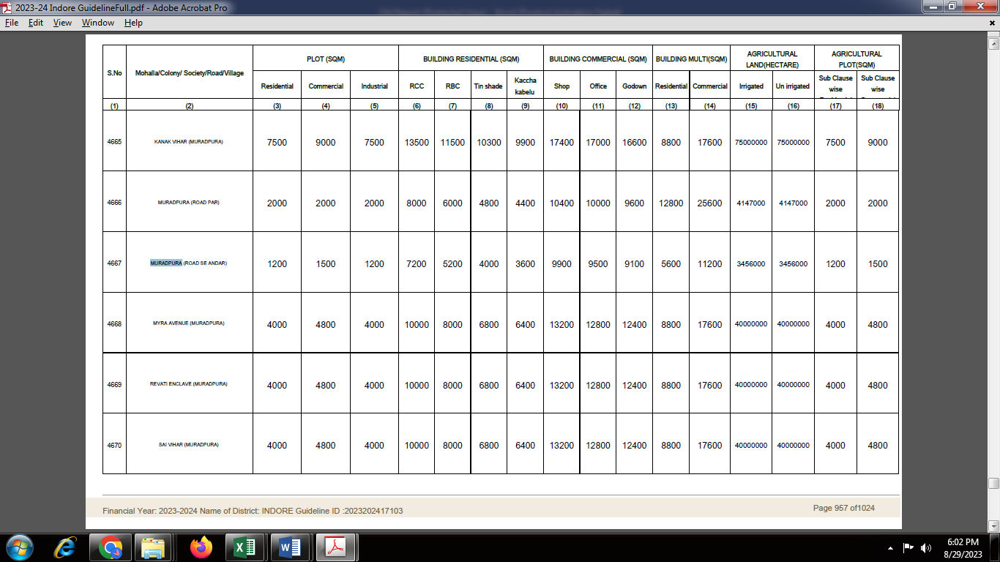 2023-24 Indore GuidelineFull.pdf - Adobe Acrobat Pro
File Edit View Window Help
S.No Mohalla/Colony/ Society/Road/Village PLOT (SQM) BUILDING RESIDENTIAL (SQM) BUILDING COMMERCIAL (SQM) BUILDING MULTI(SQM) AGRICULTURAL LAND(HECTARE) AGRICULTURAL PLOT(SQM)
Residential Commercial Industrial RCC RBC Tin shade Kaccha kabelu Shop Office Godown Residential Commercial Irrigated Un irrigated Sub Clause wise Sub Clause wise
(1) (2) (3) (4) (5) (6) (7) (8) (9) (10) (11) (12) (13) (14) (15) (16) (17) (18)
4665 KANAK VIHAR (MURADPURA) 7500 9000 7500 13500 11500 10300 9900 17400 17000 16600 8800 17600 75000000 75000000 7500 9000
4666 MURADPURA (ROAD PAR) 2000 2000 2000 8000 6000 4800 4400 10400 10000 9600 12800 25600 4147000 4147000 2000 2000
4667 MURADPURA (ROAD SE ANDAR) 1200 1500 1200 7200 5200 4000 3600 9900 9500 9100 5600 11200 3456000 3456000 1200 1500
4668 MYRA AVENUE (MURADPURA) 4000 4800 4000 10000 8000 6800 6400 13200 12800 12400 8800 17600 40000000 40000000 4000 4800
4669 REVATI ENCLAVE (MURADPURA) 4000 4800 4000 10000 8000 6800 6400 13200 12800 12400 8800 17600 40000000 40000000 4000 4800
4670 SAI VIHAR (MURADPURA) 4000 4800 4000 10000 8000 6800 6400 13200 12800 12400 8800 17600 40000000 40000000 4000 4800
Financial Year: 2023-2024 Name of District: INDORE Guideline ID :2023202417103
Page 957 of1024
6:02 PM
8/29/2023